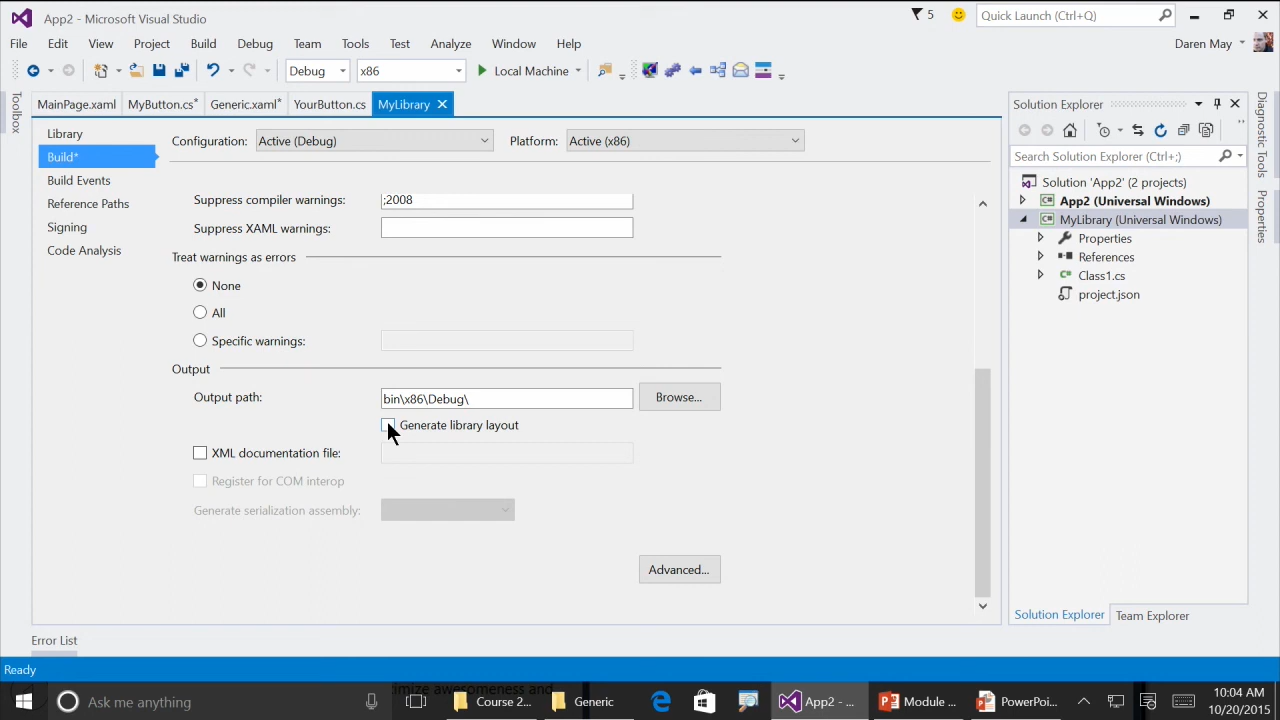 App2 - Microsoft Visual Studio
5
Quick Launch (Ctrl+Q)
File Edit View Project Build Debug Team Tools Test Analyze Window Help
Daren May
Debug x86 Local Machine
Toolbox
MainPage.xaml MyButton.cs* Generic.xaml* YourButton.cs MyLibrary
Library
Build*
Build Events
Reference Paths
Signing
Code Analysis
Configuration: Active (Debug) Platform: Active (x86)
Suppress compiler warnings: ;2008
Suppress XAML warnings:
Treat warnings as errors
None
All
Specific warnings:
Output
Output path: bin\x86\Debug\ Browse...
Generate library layout
XML documentation file:
Register for COM interop
Generate serialization assembly:
Advanced...
Solution Explorer
Search Solution Explorer (Ctrl+;)
Solution 'App2' (2 projects)
App2 (Universal Windows)
MyLibrary (Universal Windows)
Properties
References
Class1.cs
project.json
Solution Explorer Team Explorer
Diagnostic Tools
Properties
Error List
Ready
Ask me anything
Course 2...
Generic
App2 - ...
Module ...
PowerPoi...
10:04 AM
10/20/2015